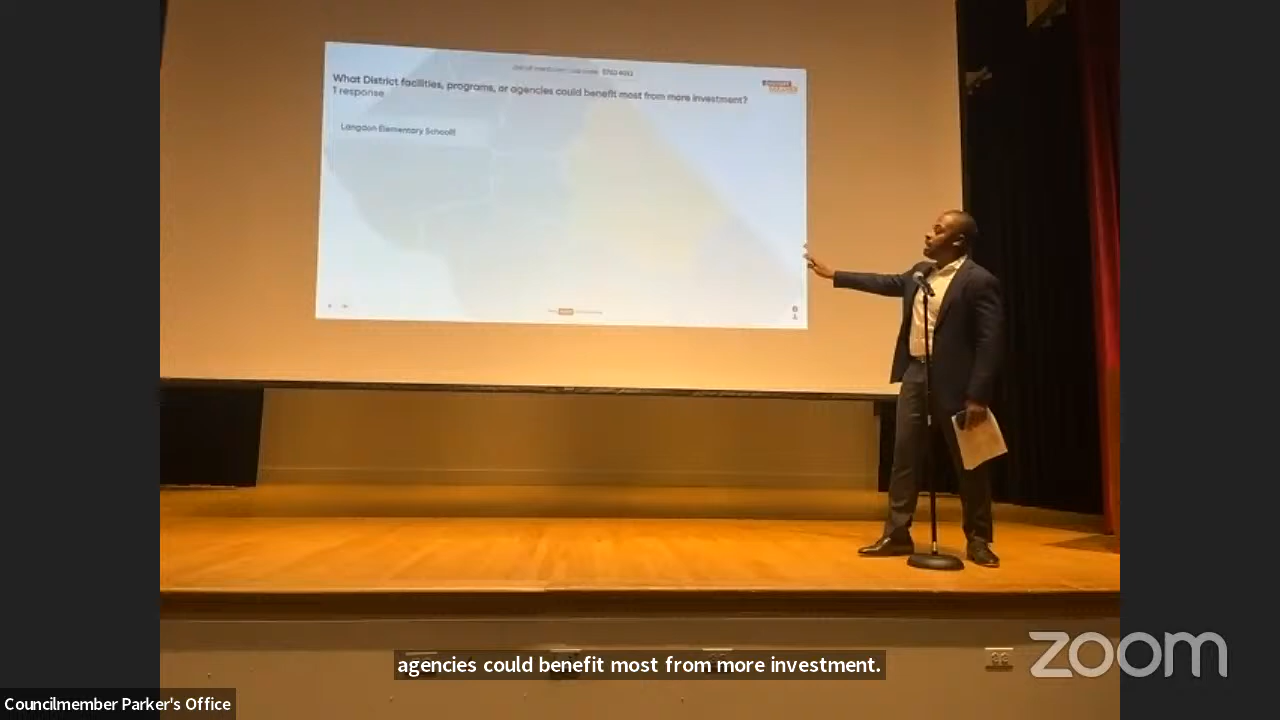 What District facilities, programs, or agencies could benefit most from more investment?
1 response
Langdon Elementary School!!
agencies could benefit most from more investment.
zoom
Councilmember Parker's Office